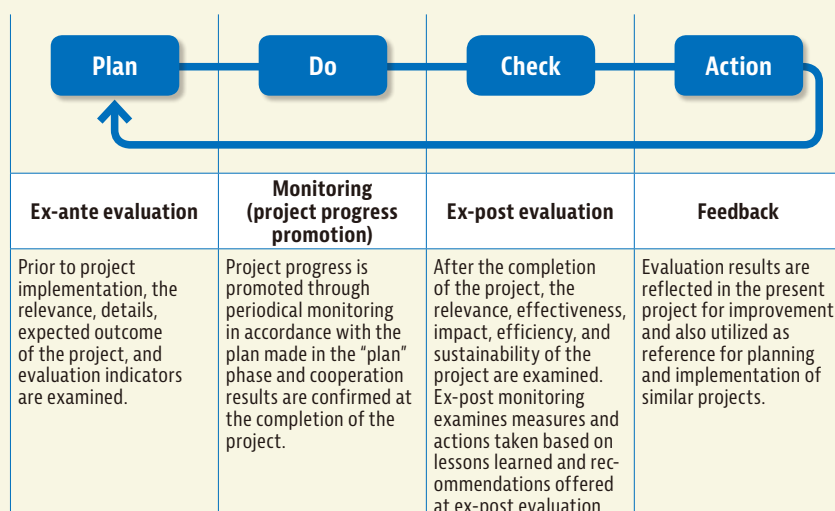 Plan
Do
Check
Action
Ex-ante evaluation
Monitoring
(project progress
promotion)
Ex-post evaluation
Feedback
Prior to project
implementation, the
relevance, details,
expected outcome
of the project, and
evaluation indicators
are examined.
Project progress is
promoted through
periodical monitoring
in accordance with the
plan made in the “plan”
phase and cooperation
results are confirmed at
the completion of the
project.
After the completion
of the project, the
relevance, effectiveness,
impact, efficiency, and
sustainability of the
project are examined.
Ex-post monitoring
examines measures and
actions taken based on
lessons learned and rec-
ommendations offered
at ex-post evaluation
Evaluation results are
reflected in the present
project for improvement
and also utilized as
reference for planning
and implementation of
similar projects.